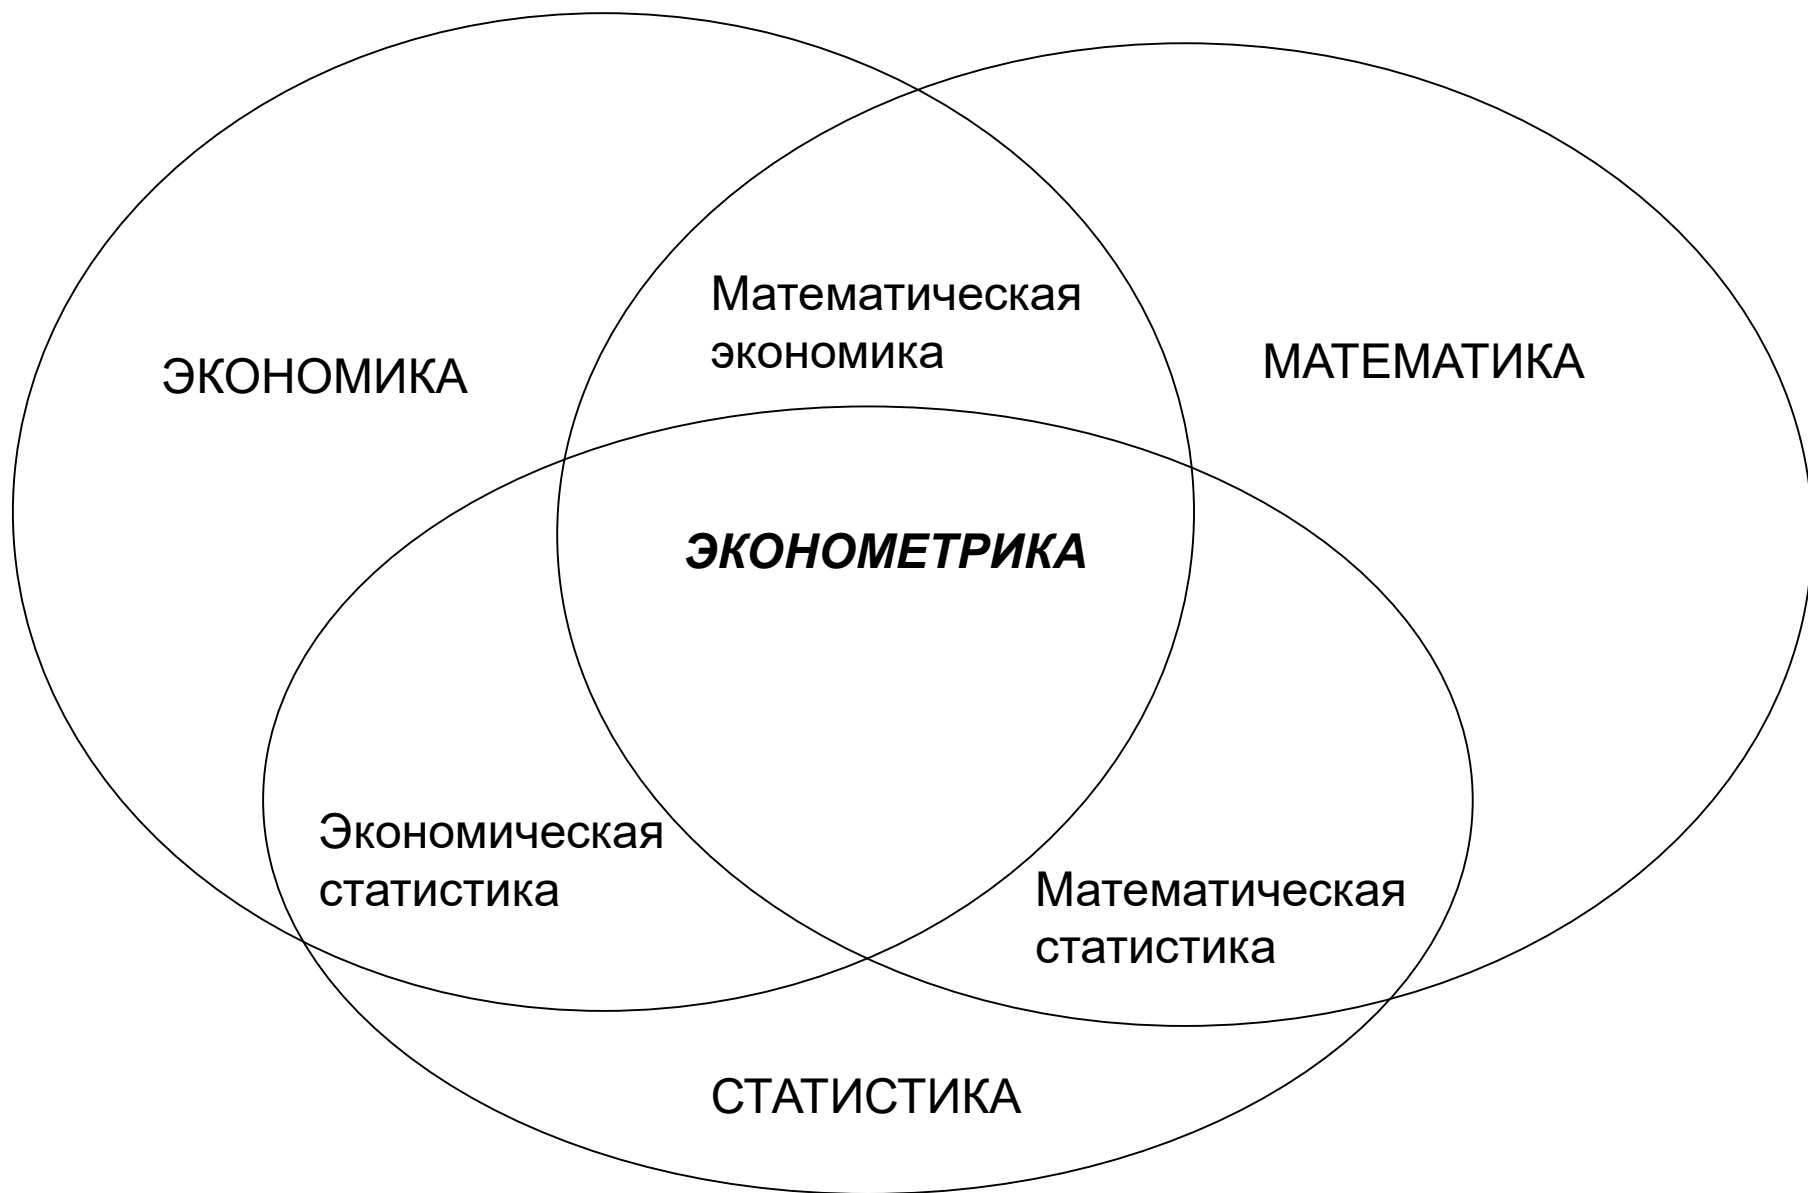 Математическая
экономика
ЭКОНОМИКА
МАТЕМАТИКА
ЭКОНОМЕТРИКА
Экономическая
статистика
Математическая
статистика
СТАТИСТИКА